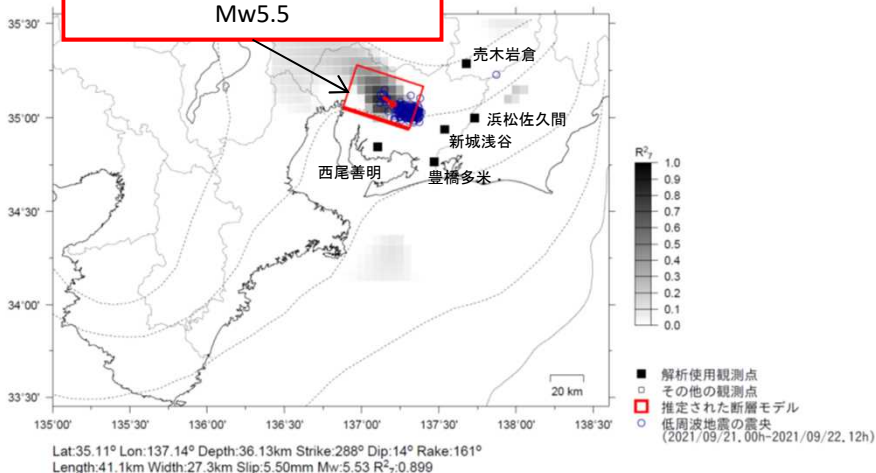 Mw5.5
35°30'
35°00'
34°30'
34°00'
33°30'
135°00'
135°30'
136°00'
136°30'
137°00'
137°30'
138°00'
138°30'
売木岩倉
浜松佐久間
新城浅谷
西尾善明
豊橋多米
20 km
R²₇
1.0
0.9
0.8
0.7
0.6
0.5
0.4
0.3
0.2
0.1
0.0
解析使用観測点
その他の観測点
推定された断層モデル
低周波地震の震央
(2021/09/21.00h-2021/09/22.12h)
Lat:35.11° Lon:137.14° Depth:36.13km Strike:288° Dip:14° Rake:161°
Length:41.1km Width:27.3km Slip:5.50mm Mw:5.53 R²₇:0.899